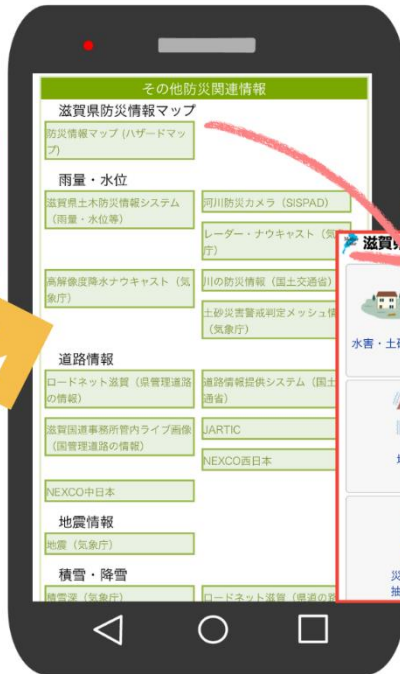 その他防災関連情報
滋賀県防災情報マップ
防災情報マップ (ハザードマッ
プ)
雨量・水位
滋賀県土木防災情報システム
（雨量・水位等）
河川防災カメラ（SISPAD）
レーダー・ナウキャスト（気
庁）
高解像度降水ナウキャスト（気
象庁）
川の防災情報（国土交通省）
土砂災害警戒判定メッシュ情
（気象庁）
道路情報
ロードネット滋賀（県管理道路
の情報）
道路情報提供システム（国土
通省）
滋賀国道事務所管内ライブ画像
（国管理道路の情報）
JARTIC
NEXCO西日本
NEXCO中日本
地震情報
地震（気象庁）
積雪・降雪
積雪深（気象庁）
ロードネット滋賀（県道の路
滋賀県
水害・土砂